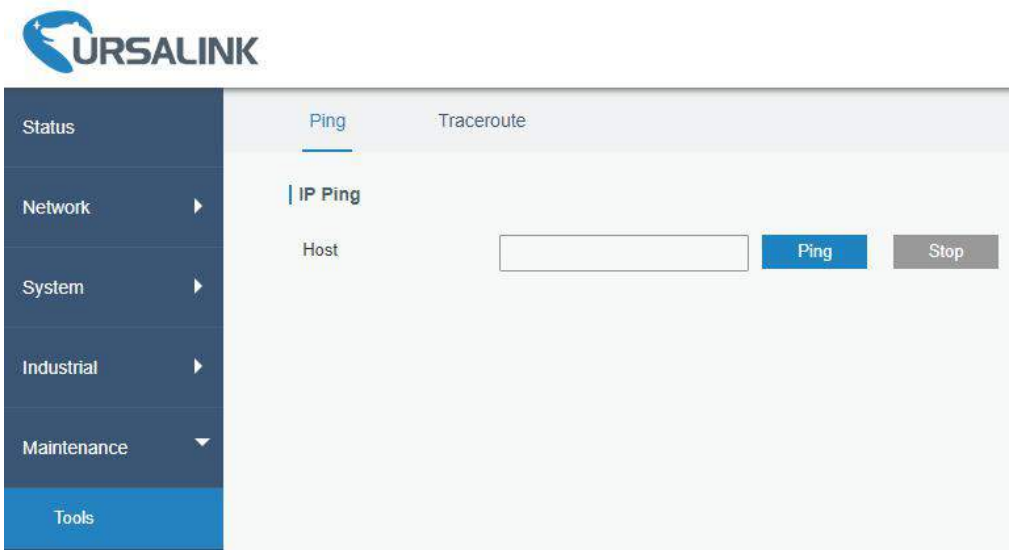 URSALINK
Status
Network
System
Industrial
Maintenance
Tools
Ping Traceroute
IP Ping
Host Ping Stop